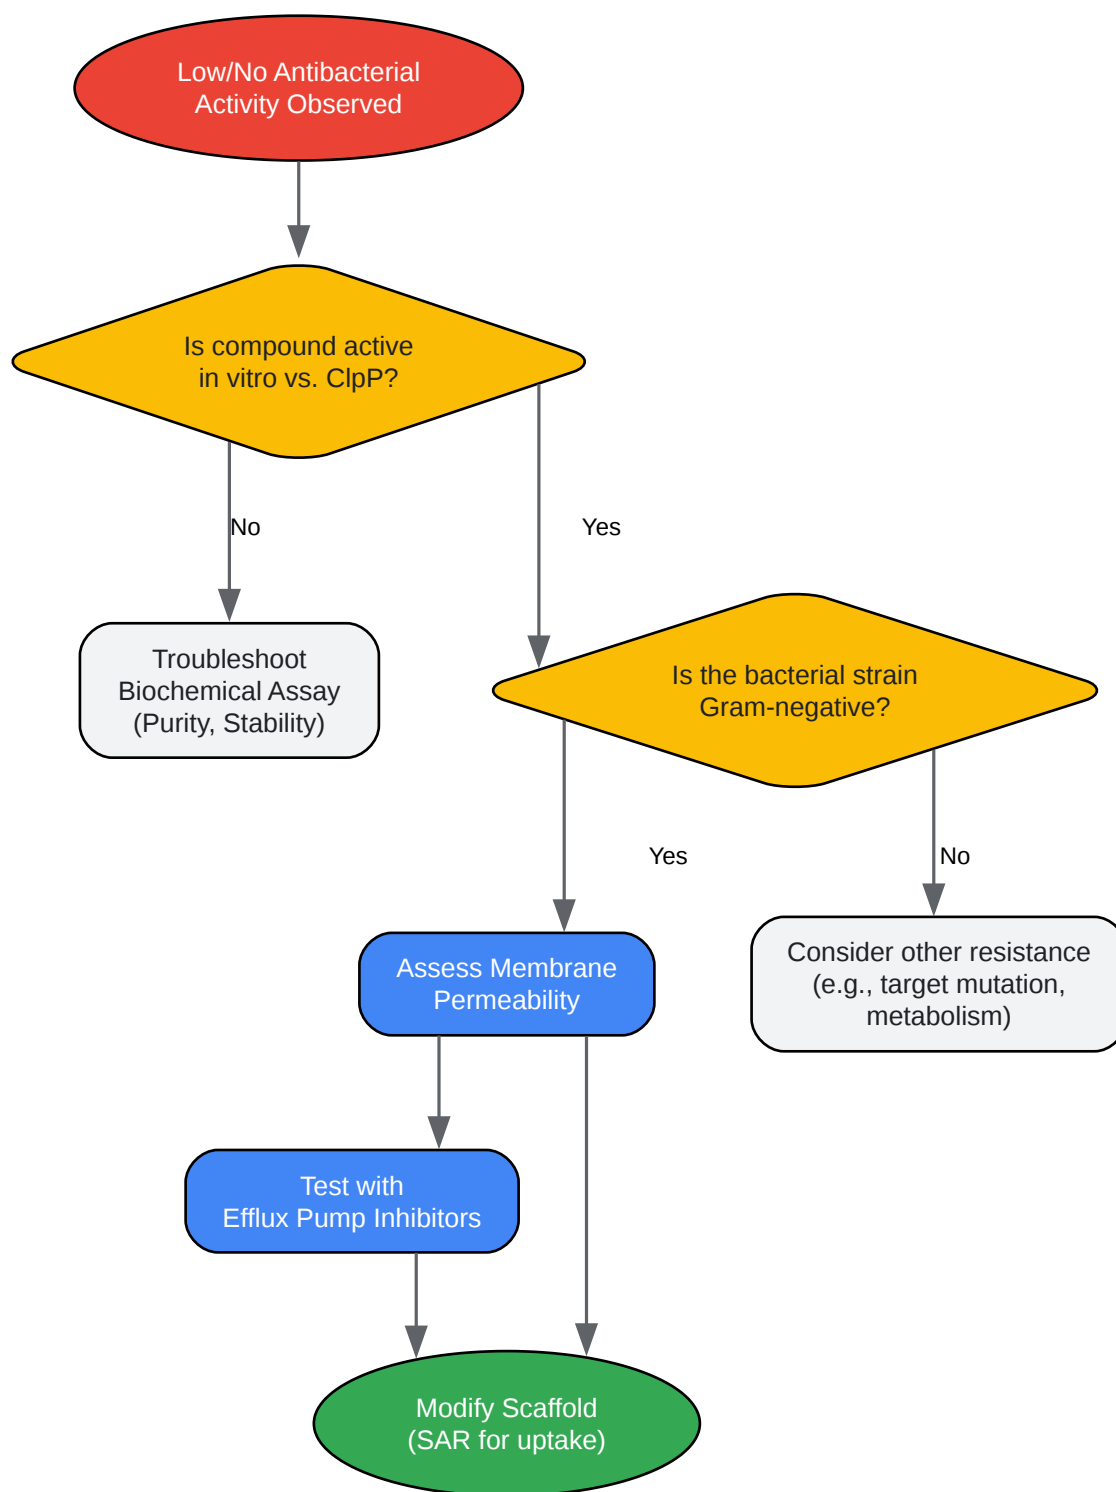 Low/No Antibacterial
Activity Observed
Is compound active
in vitro vs. ClpP?
No
Yes
Troubleshoot
Biochemical Assay
(Purity, Stability)
Is the bacterial strain
Gram-negative?
Yes
No
Assess Membrane
Permeability
Consider other resistance
(e.g., target mutation,
metabolism)
Test with
Efflux Pump Inhibitors
Modify Scaffold
(SAR for uptake)